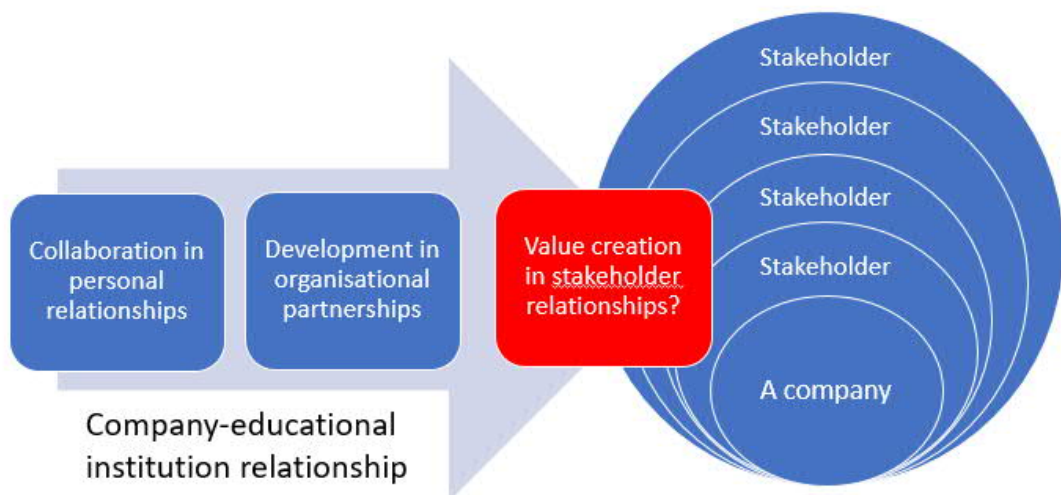 Collaboration in
personal
relationships
Development in
organisational
partnerships
Value creation
in stakeholder
relationships?
Company-educational
institution relationship
Stakeholder
Stakeholder
Stakeholder
Stakeholder
A company